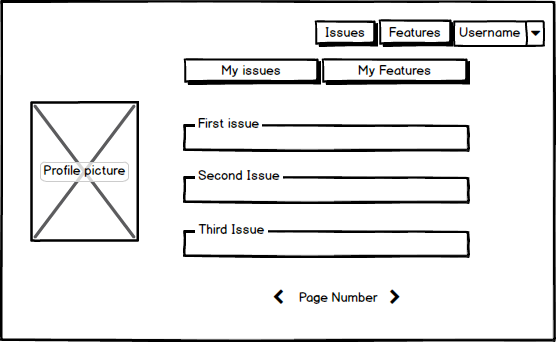 Issues Features Username
My issues My Features
First issue
Profile picture
Second Issue
Third Issue
Page Number